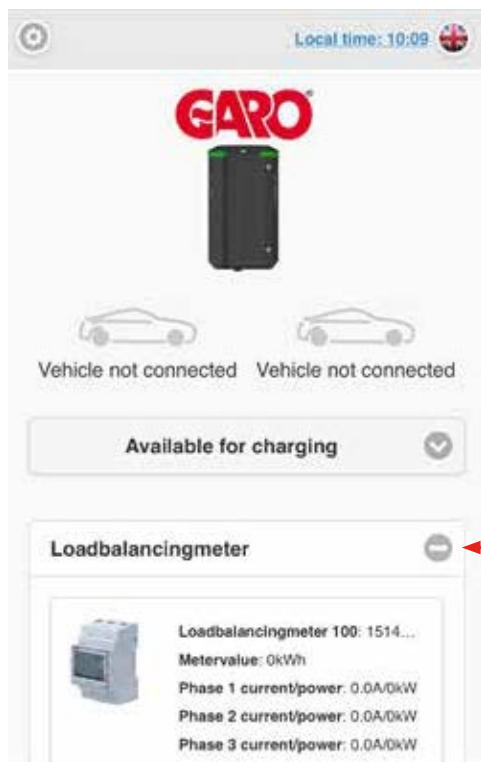 Local time: 10:09
GARO
Vehicle not connected Vehicle not connected
Available for charging
Loadbalancingmeter
Loadbalancingmeter 100: 1514...
Metervalue: 0kWh
Phase 1 current/power: 0.0A/0kW
Phase 2 current/power: 0.0A/0kW
Phase 3 current/power: 0.0A/0kW